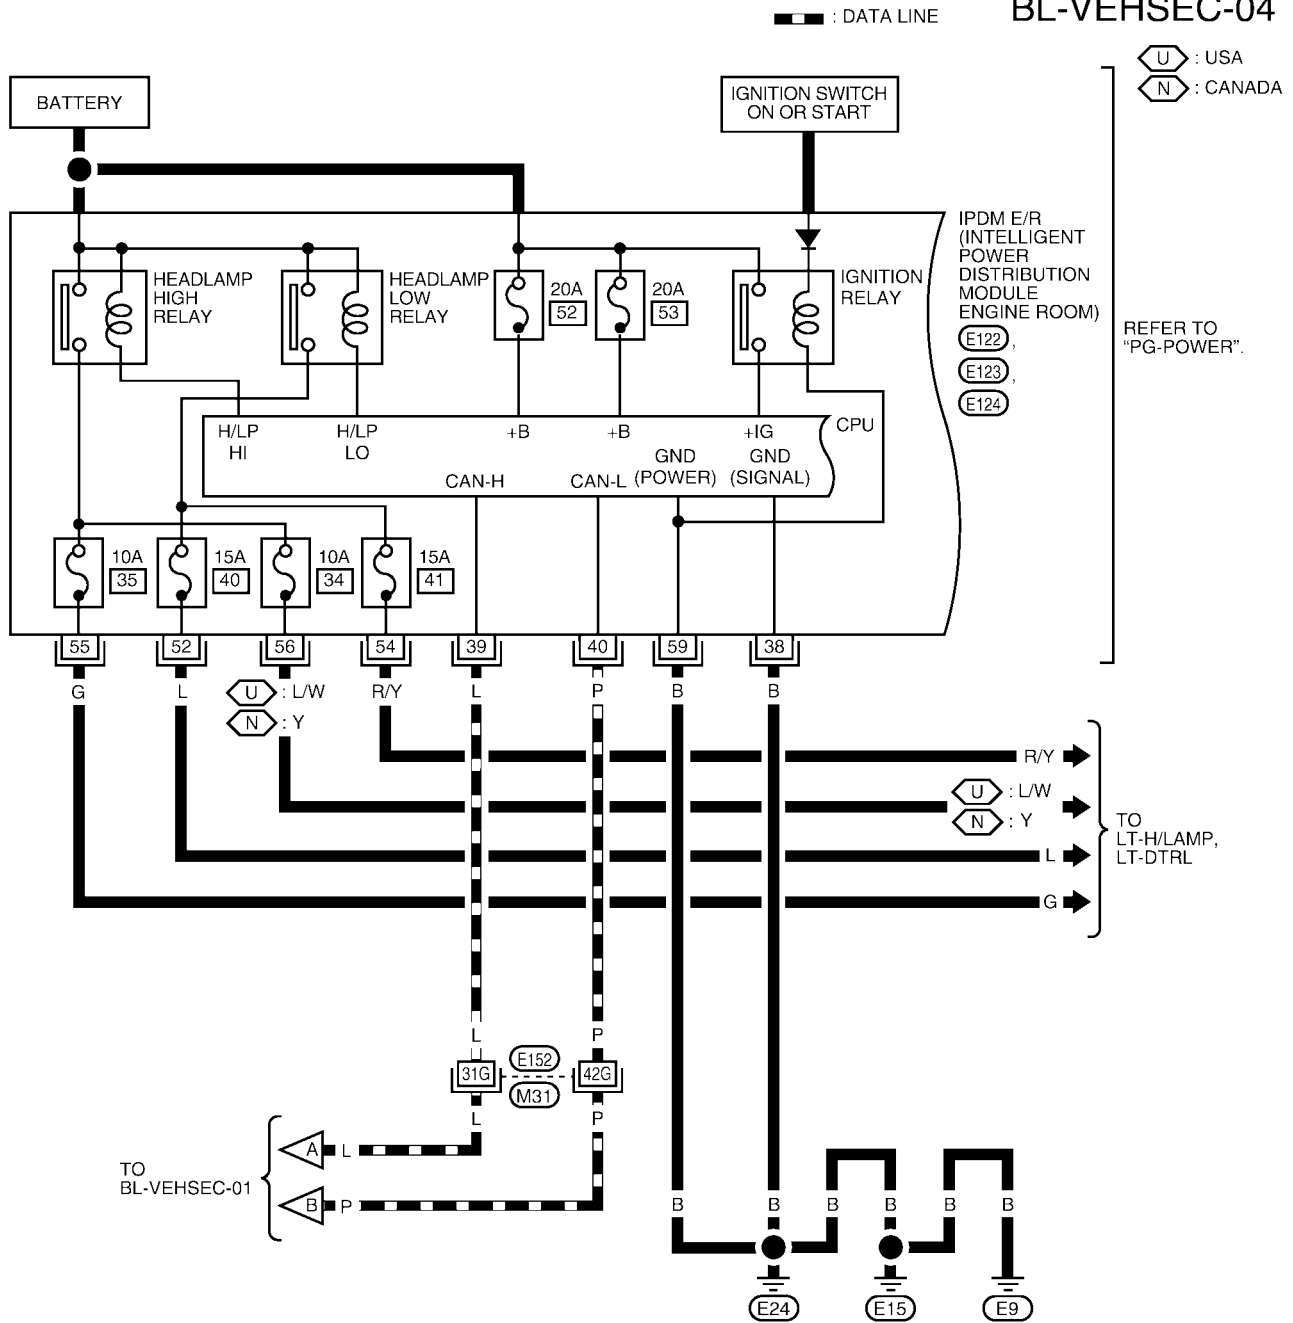 : DATA LINE
BL-VEHSEC-04
U : USA
N : CANADA
BATTERY
IGNITION SWITCH
ON OR START
HEADLAMP
HIGH
RELAY
HEADLAMP
LOW
RELAY
20A
52
20A
53
IGNITION
RELAY
IPDM E/R
(INTELLIGENT
POWER
DISTRIBUTION
MODULE
ENGINE ROOM)
E122 ,
E123 ,
E124
REFER TO
“PG-POWER”.
H/LP
HI
H/LP
LO
+B
+B
+IG
CPU
CAN-H
CAN-L
GND
(POWER)
GND
(SIGNAL)
10A
35
15A
40
10A
34
15A
41
55
52
56
54
39
40
59
38
G
L
U : L/W
N : Y
R/Y
L
P
B
B
R/Y
U : L/W
N : Y
L
G
TO
LT-H/LAMP,
LT-DTRL
L
P
31G
E152
M31
42G
L
P
TO
BL-VEHSEC-01
A L
B P
B
B
B
B
B
B
E24
E15
E9